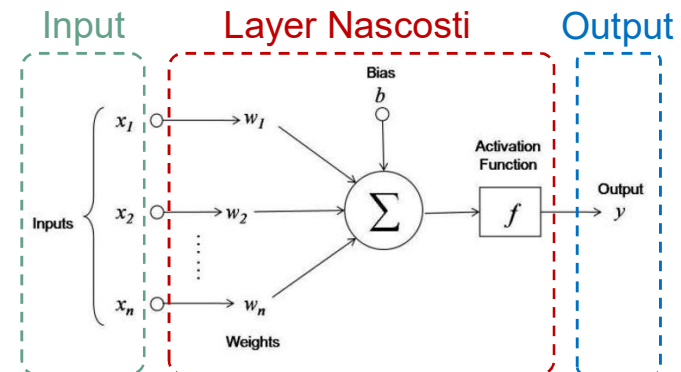 Input
Layer Nascosti
Output
Bias
b
x1
w1
Activation
Function
Inputs
x2
w2
Σ
f
Output
y
xn
wn
Weights